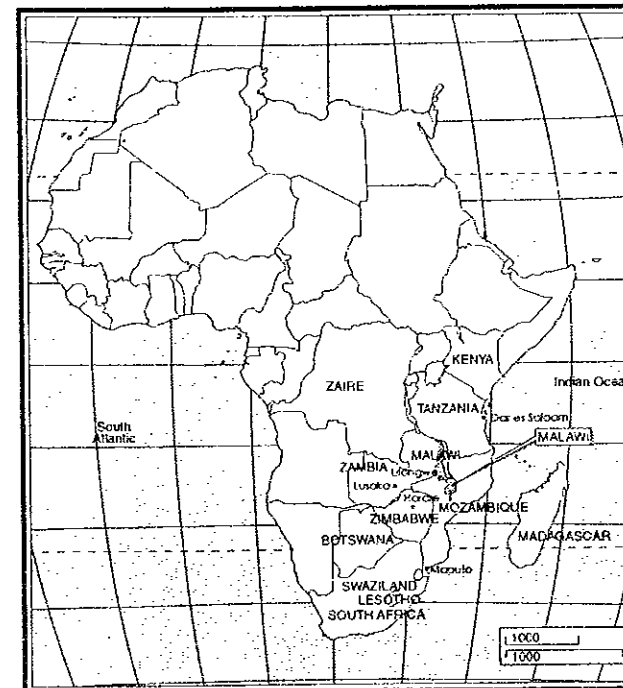 KENYA
ZAIRE
Indian Ocea
TANZANIA
Dar es Salaam
South
Atlantic
MALAWI
MALAWI
ZAMBIA
Lilongwe
Lusaka
Harare
MOZAMBIQUE
ZIMBABWE
BOTSWANA
MADAGASCAR
Maputo
SWAZILAND
LESOTHO
SOUTH AFRICA
1000
1000